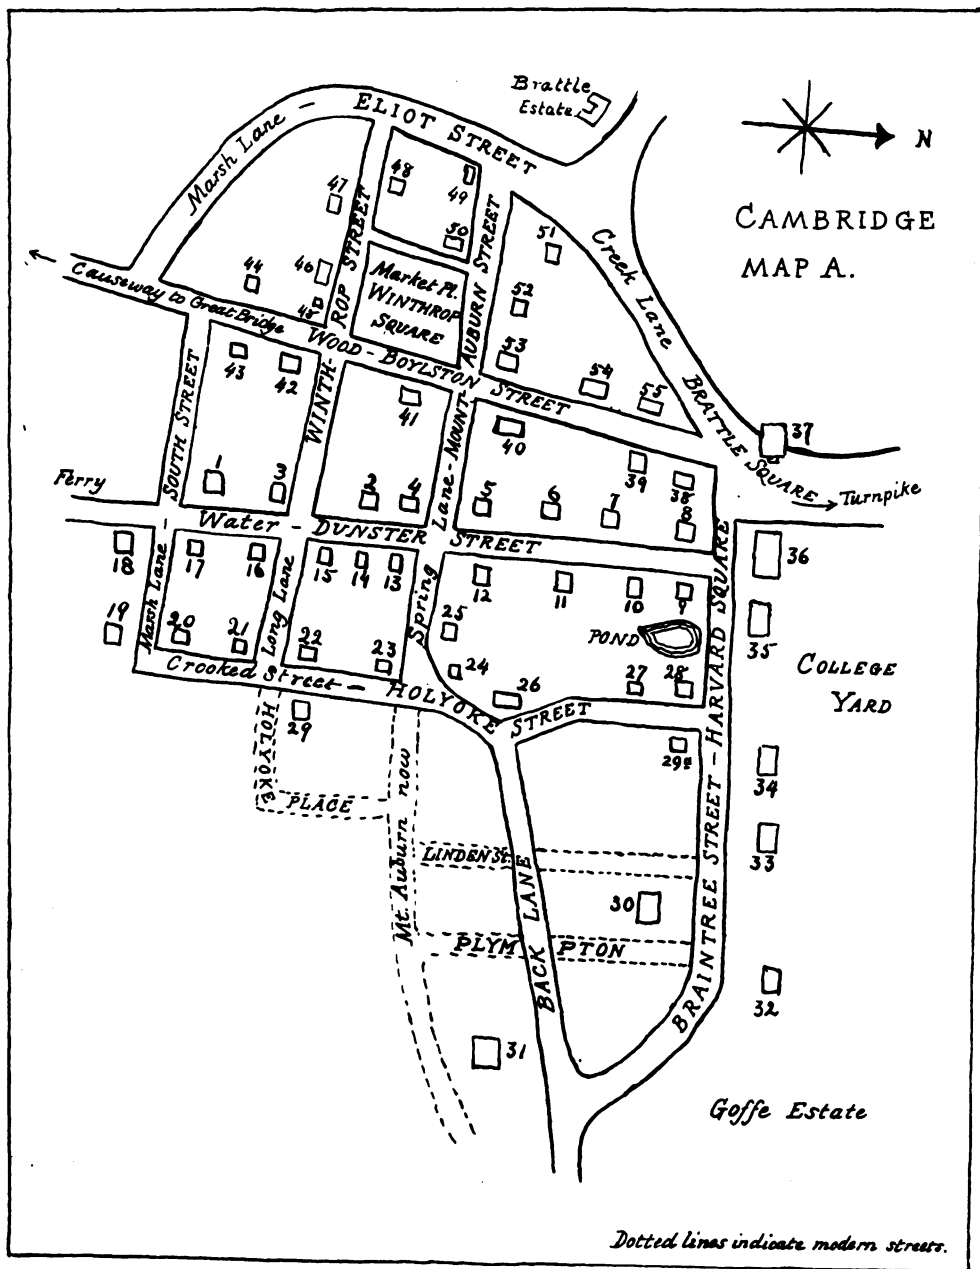 Brattle
Estate
N
CAMBRIDGE
MAP A.
Marsh Lane - ELIOT STREET
48
49
47
50
51
Creek Lane
Market Pl.
WINTHROP
SQUARE
← Causeway to Great Bridge
44
46
45
52
53
54
55
WOOD - BOYLSTON STREET
WINTH-
ROP STREET
43
42
41
40
39
38
37
BRATTLE SQUARE → Turnpike
SOUTH STREET
Marsh Lane -
Ferry
1
3
2
4
5
6
7
8
Spring Lane - MOUNT AUBURN STREET
Water - DUNSTER STREET
18
17
16
15
14
13
12
11
10
9
36
19
20
21
22
23
25
24
26
POND
27
28
35
Long Lane
HOLYOKE
PLACE
Crooked Street - HOLYOKE STREET
COLLEGE
YARD
29
29a
34
33
Mt. Auburn now
LINDEN St.
30
PLYMPTON
BACK LANE
BRAINTREE STREET - HARVARD SQUARE
32
31
Goffe Estate
Dotted lines indicate modern streets.